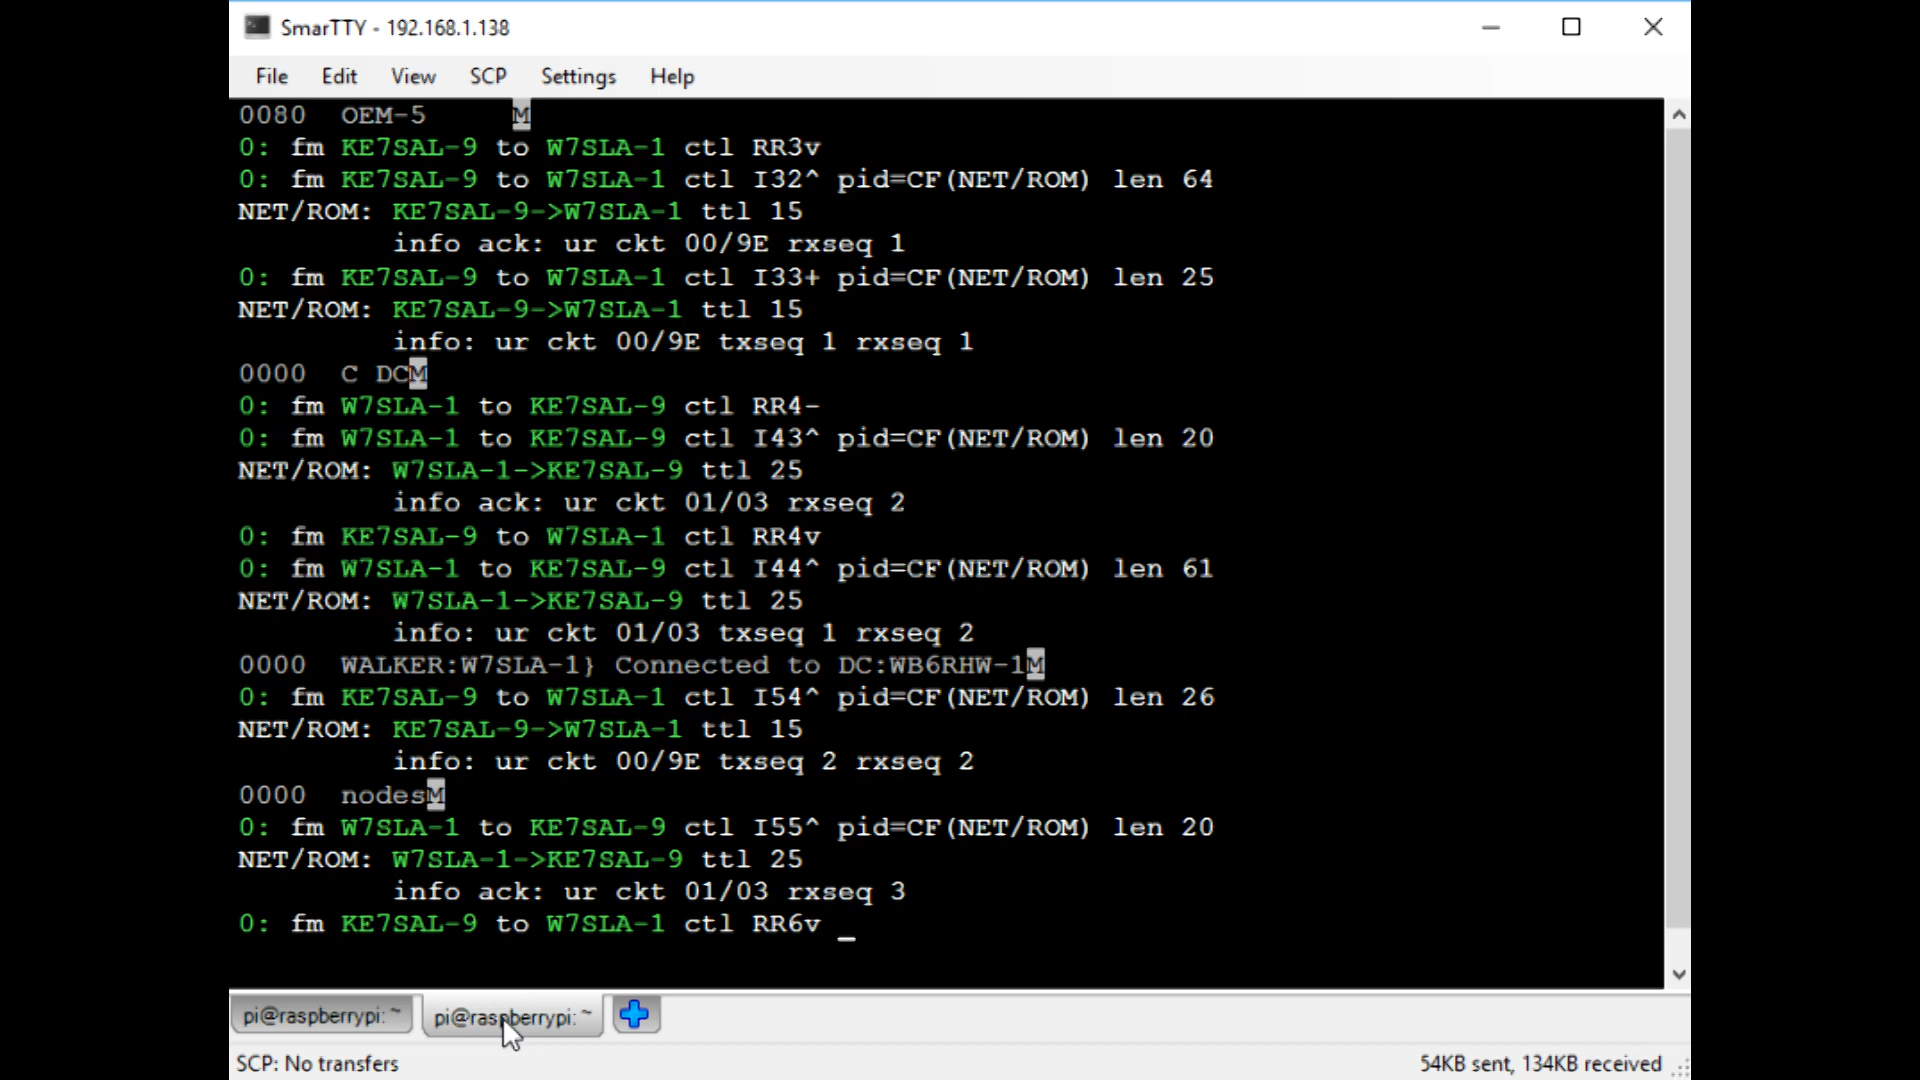 SmarTTY - 192.168.1.138
File Edit View SCP Settings Help
0080  OEM-5     M
0: fm KE7SAL-9 to W7SLA-1 ctl RR3v
0: fm KE7SAL-9 to W7SLA-1 ctl I32^ pid=CF(NET/ROM) len 64
NET/ROM: KE7SAL-9->W7SLA-1 ttl 15
         info ack: ur ckt 00/9E rxseq 1
0: fm KE7SAL-9 to W7SLA-1 ctl I33+ pid=CF(NET/ROM) len 25
NET/ROM: KE7SAL-9->W7SLA-1 ttl 15
         info: ur ckt 00/9E txseq 1 rxseq 1
0000  C DCM
0: fm W7SLA-1 to KE7SAL-9 ctl RR4-
0: fm W7SLA-1 to KE7SAL-9 ctl I43^ pid=CF(NET/ROM) len 20
NET/ROM: W7SLA-1->KE7SAL-9 ttl 25
         info ack: ur ckt 01/03 rxseq 2
0: fm KE7SAL-9 to W7SLA-1 ctl RR4v
0: fm W7SLA-1 to KE7SAL-9 ctl I44^ pid=CF(NET/ROM) len 61
NET/ROM: W7SLA-1->KE7SAL-9 ttl 25
         info: ur ckt 01/03 txseq 1 rxseq 2
0000  WALKER:W7SLA-1} Connected to DC:WB6RHW-1M
0: fm KE7SAL-9 to W7SLA-1 ctl I54^ pid=CF(NET/ROM) len 26
NET/ROM: KE7SAL-9->W7SLA-1 ttl 15
         info: ur ckt 00/9E txseq 2 rxseq 2
0000  nodesM
0: fm W7SLA-1 to KE7SAL-9 ctl I55^ pid=CF(NET/ROM) len 20
NET/ROM: W7SLA-1->KE7SAL-9 ttl 25
         info ack: ur ckt 01/03 rxseq 3
0: fm KE7SAL-9 to W7SLA-1 ctl RR6v _
pi@raspberrypi: ~ pi@raspberrypi: ~
SCP: No transfers 54KB sent, 134KB received